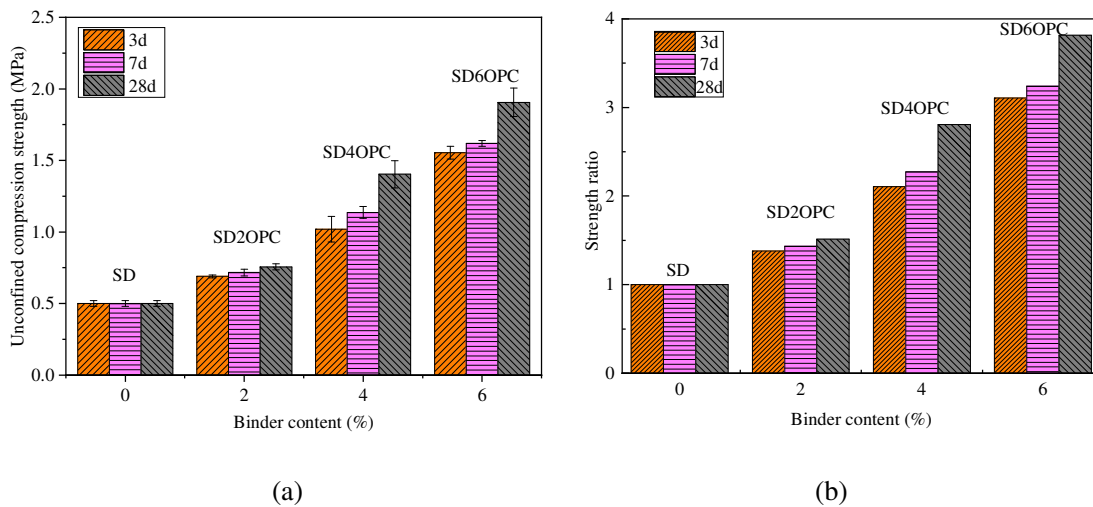 2.5
2.0
1.5
1.0
0.5
0.0
Unconfined compression strength (MPa)
3d
7d
28d
SD
SD2OPC
SD4OPC
SD6OPC
0 2 4 6
Binder content (%)
(a)
4
3
2
1
0
Strength ratio
3d
7d
28d
SD
SD2OPC
SD4OPC
SD6OPC
0 2 4 6
Binder content (%)
(b)